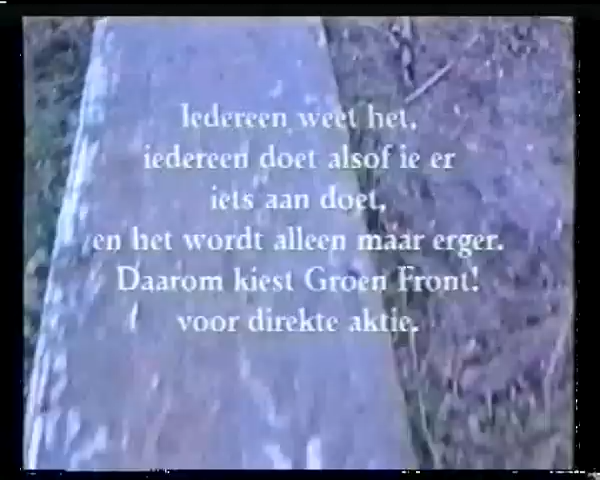 Iedereen weet het,
iedereen doet alsof ie er
iets aan doet,
en het wordt alleen maar erger.
Daarom kiest Groen Front!
voor direkte aktie.